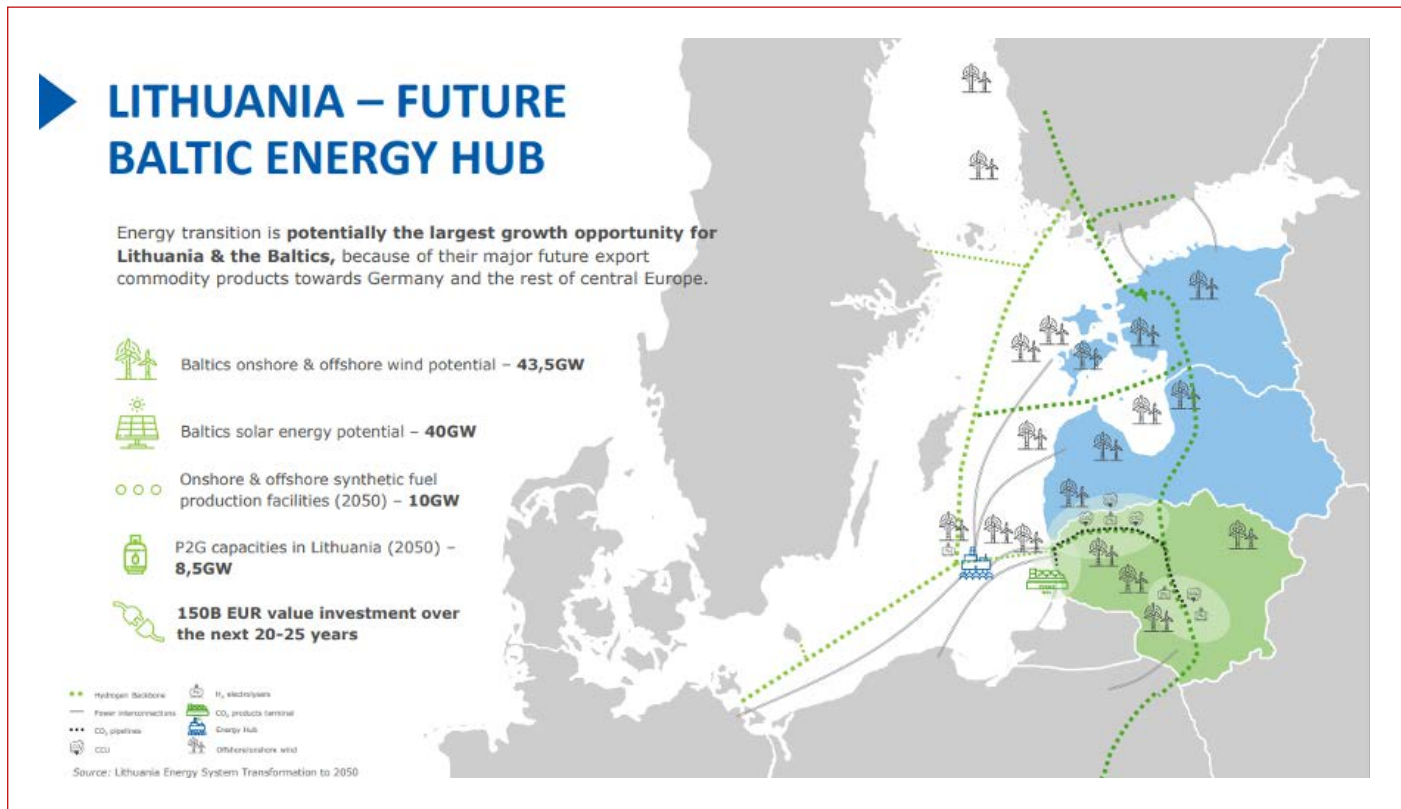 LITHUANIA – FUTURE
BALTIC ENERGY HUB
Energy transition is potentially the largest growth opportunity for
Lithuania & the Baltics, because of their major future export
commodity products towards Germany and the rest of central Europe.
Baltics onshore & offshore wind potential – 43,5GW
Baltics solar energy potential – 40GW
Onshore & offshore synthetic fuel
production facilities (2050) – 10GW
P2G capacities in Lithuania (2050) –
8,5GW
150B EUR value investment over
the next 20-25 years
Hydrogen Backbone
H₂ electrolysers
Power interconnections
CO₂ products terminal
CO₂ pipelines
Energy Hub
CCU
Offshore/onshore wind
Source: Lithuania Energy System Transformation to 2050